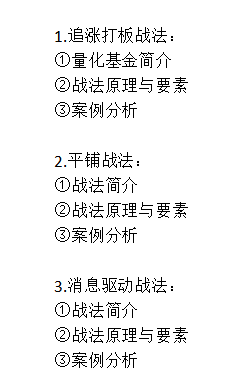 1.追涨打板战法：
①量化基金简介
②战法原理与要素
③案例分析
2.平铺战法：
①战法简介
②战法原理与要素
③案例分析
3.消息驱动战法：
①战法简介
②战法原理与要素
③案例分析